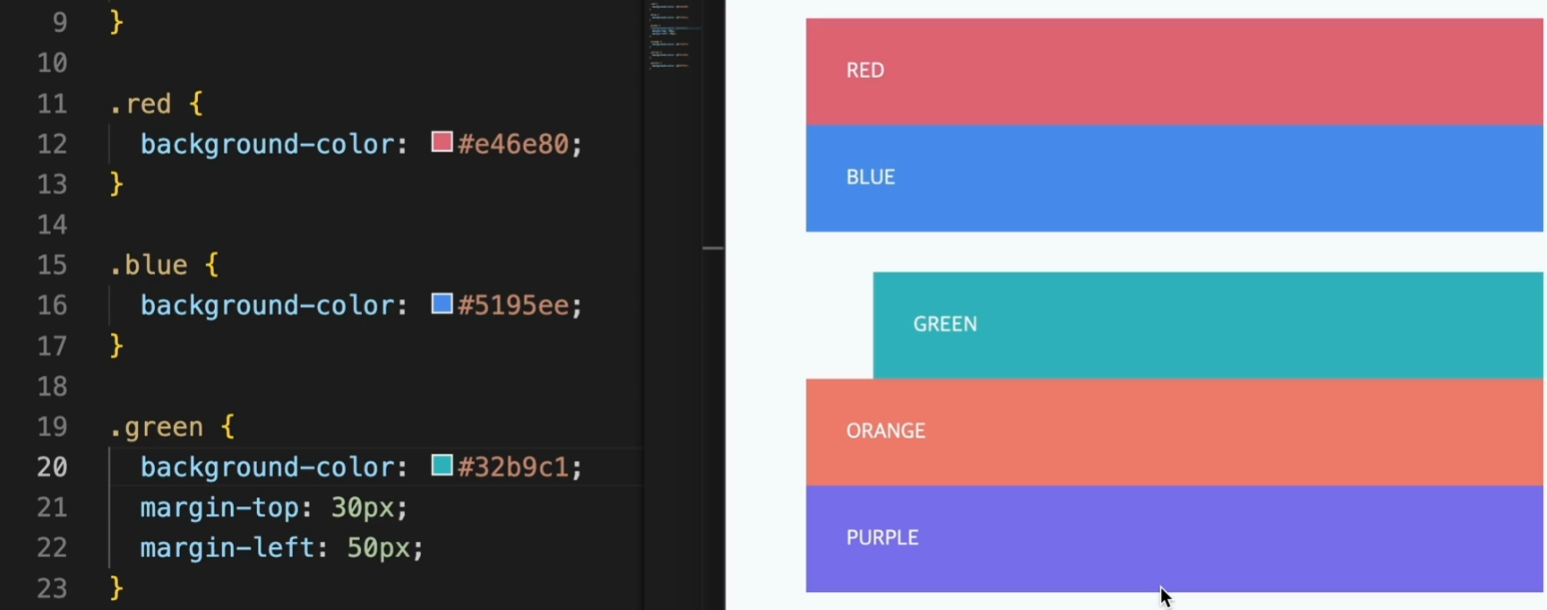 9 }
10
11 .red {
12 background-color: #e46e80;
13 }
14
15 .blue {
16 background-color: #5195ee;
17 }
18
19 .green {
20 background-color: #32b9c1;
21 margin-top: 30px;
22 margin-left: 50px;
23 }
RED
BLUE
GREEN
ORANGE
PURPLE